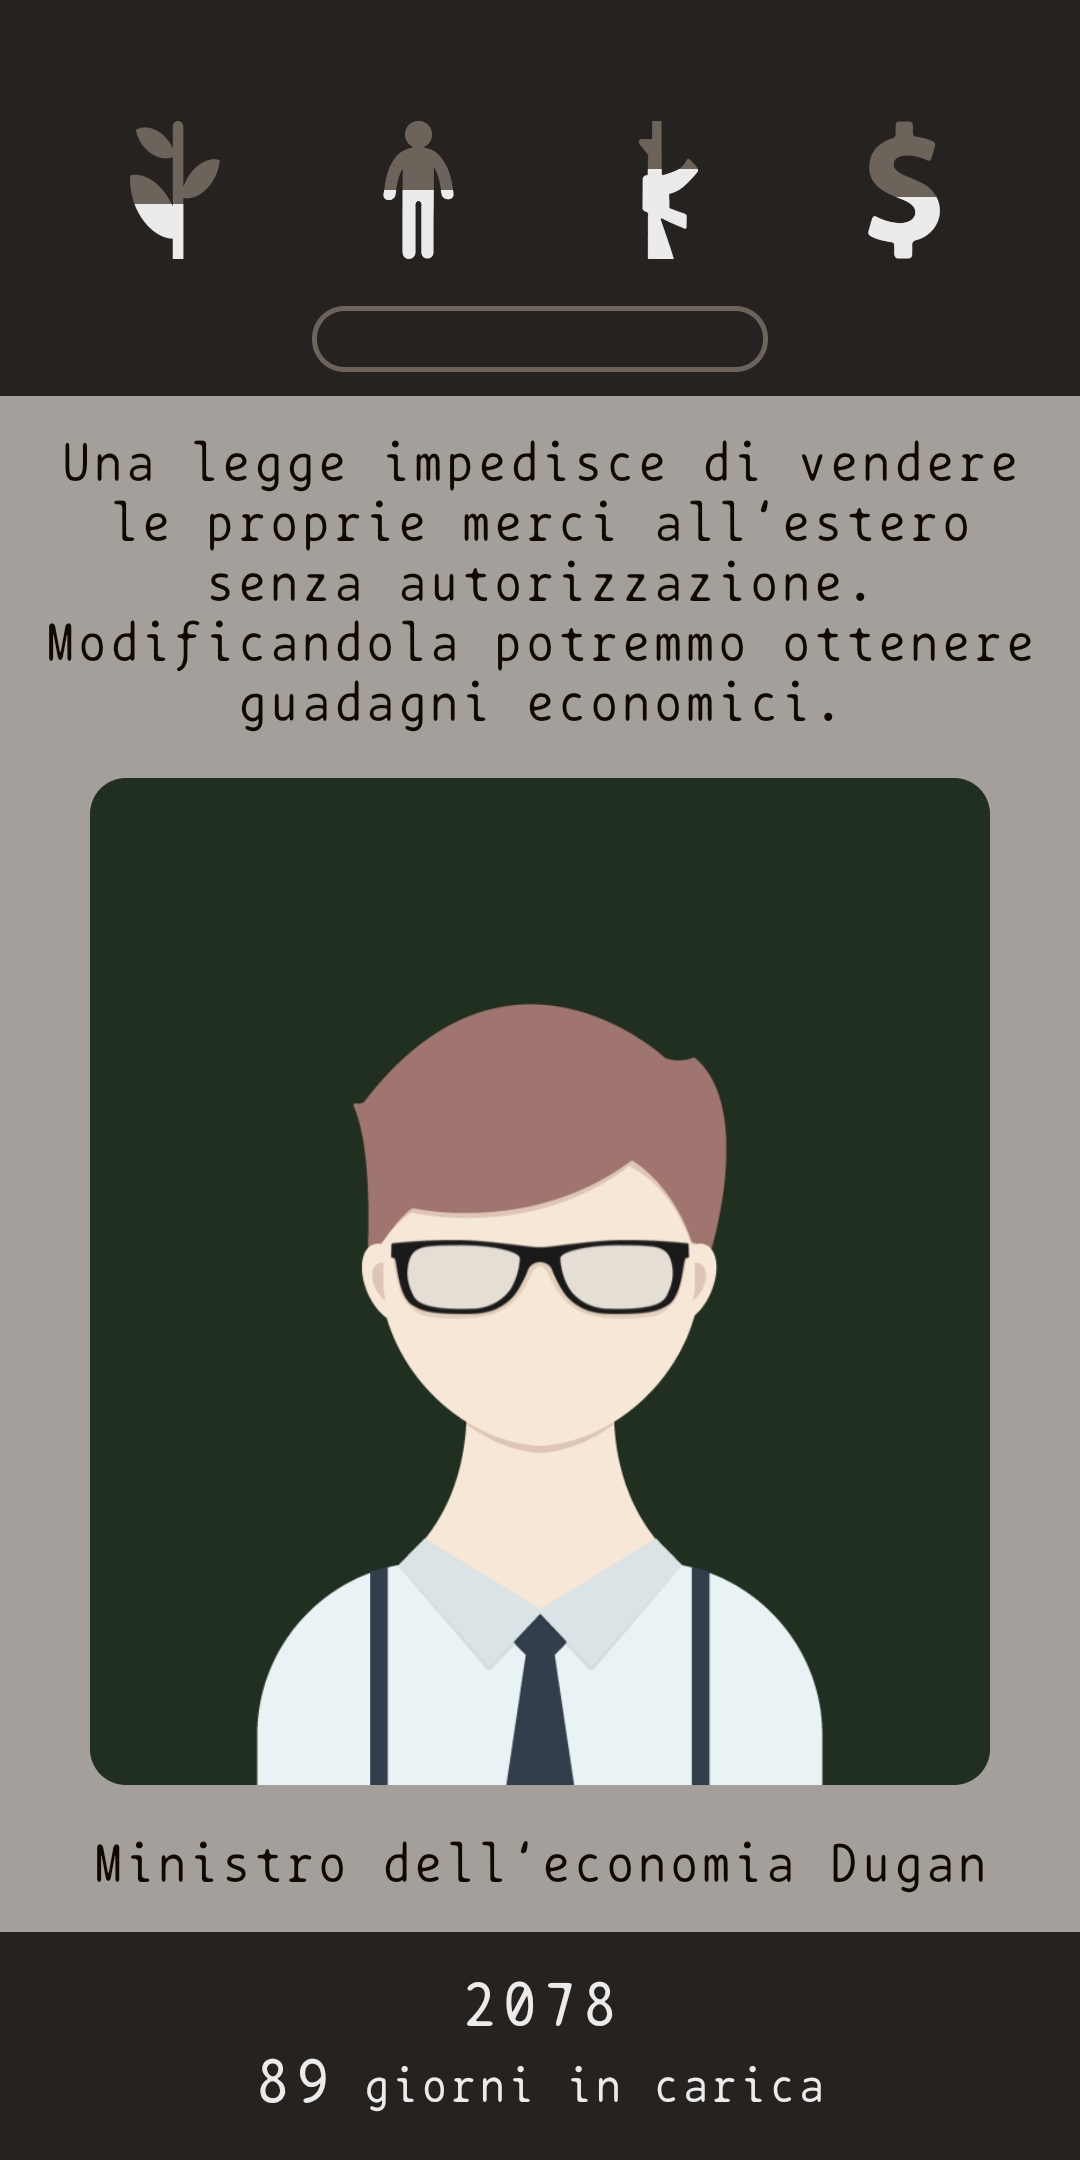 Una legge impedisce di vendere
le proprie merci all‘estero
senza autorizzazione.
Modificandola potremmo ottenere
guadagni economici.
Ministro dell‘economia Dugan
2078
89 giorni in carica